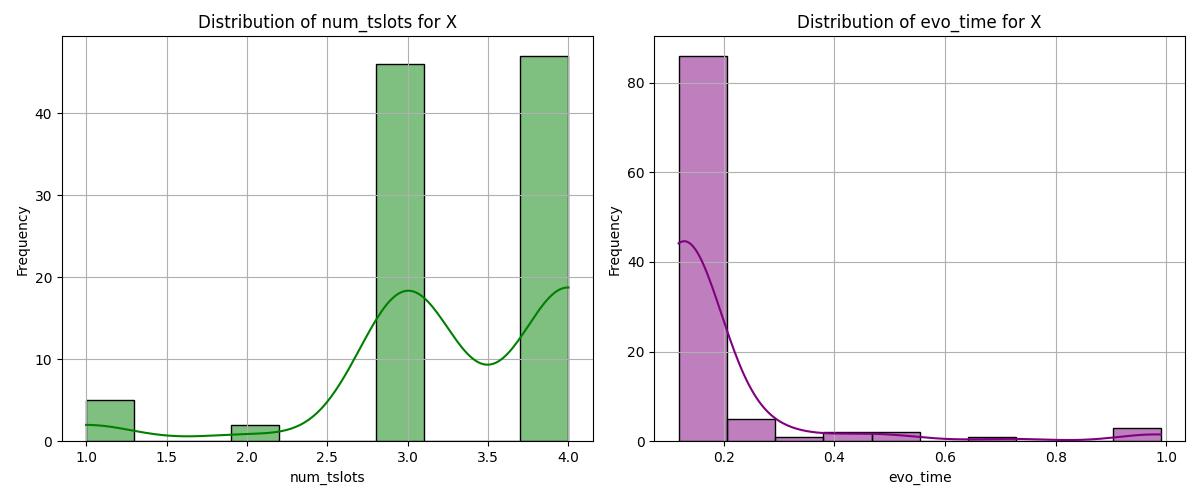 Distribution of num_tslots for X
Frequency
40
30
20
10
0
1.0 1.5 2.0 2.5 3.0 3.5 4.0
num_tslots
Distribution of evo_time for X
Frequency
80
60
40
20
0
0.2 0.4 0.6 0.8 1.0
evo_time